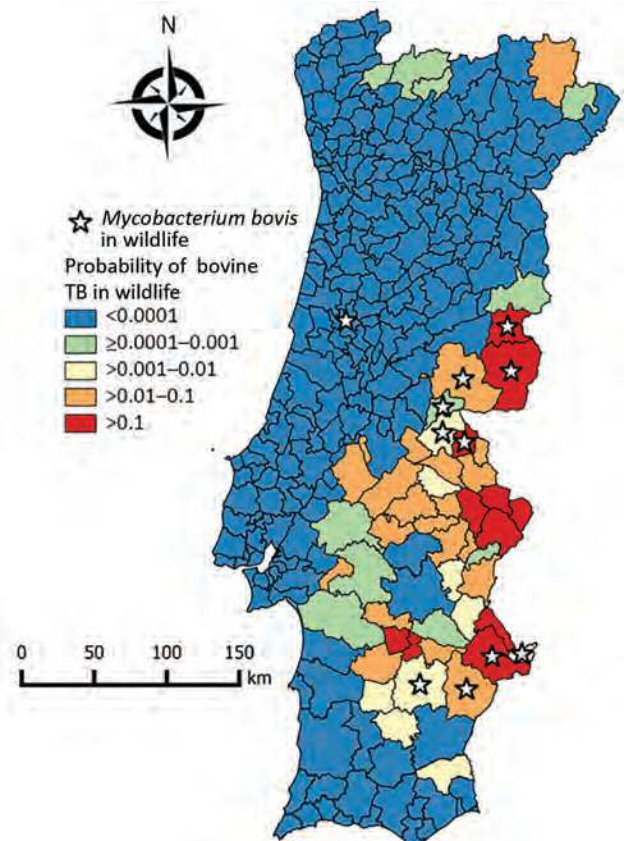 N
Mycobacterium bovis
in wildlife
Probability of bovine
TB in wildlife
<0.0001
≥0.0001–0.001
>0.001–0.01
>0.01–0.1
>0.1
0 50 100 150
km